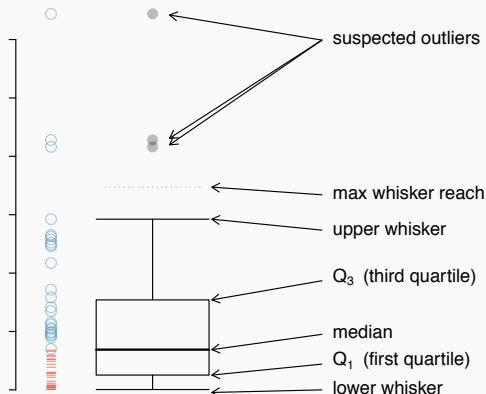 suspected outliers
max whisker reach
upper whisker
Q3 (third quartile)
median
Q1 (first quartile)
lower whisker